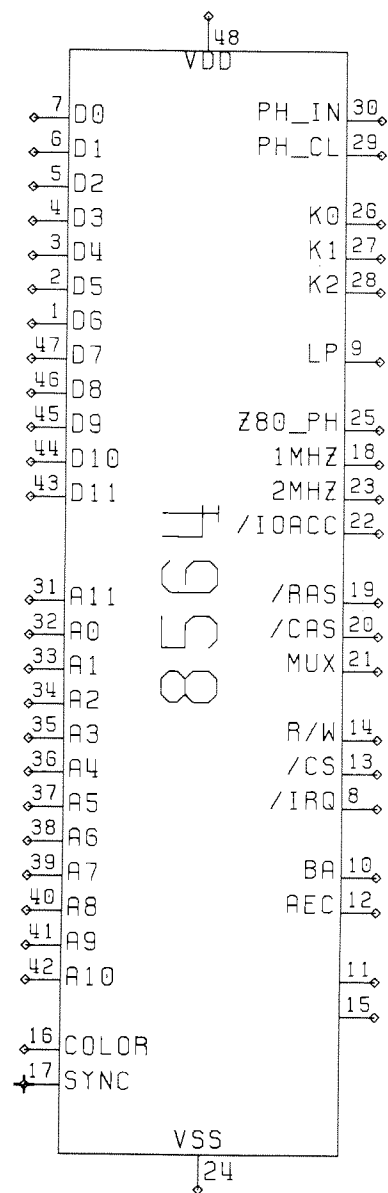 48
VDD
7 D0
6 D1
5 D2
4 D3
3 D4
2 D5
1 D6
47 D7
46 D8
45 D9
44 D10
43 D11
31 A11
32 A0
33 A1
34 A2
35 A3
36 A4
37 A5
38 A6
39 A7
40 A8
41 A9
42 A10
16 COLOR
17 SYNC
8564
PH_IN 30
PH_CL 29
K0 26
K1 27
K2 28
LP 9
Z80_PH 25
1MHZ 18
2MHZ 23
/IOACC 22
/RAS 19
/CAS 20
MUX 21
R/W 14
/CS 13
/IRQ 8
BA 10
AEC 12
11
15
VSS
24